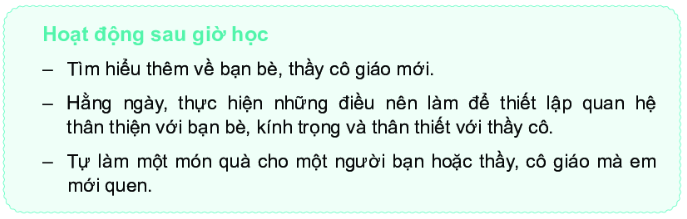 Hoạt động sau giờ học
– Tìm hiểu thêm về bạn bè, thầy cô giáo mới.
– Hằng ngày, thực hiện những điều nên làm để thiết lập quan hệ
thân thiện với bạn bè, kính trọng và thân thiết với thầy cô.
– Tự làm một món quà cho một người bạn hoặc thầy, cô giáo mà em
mới quen.